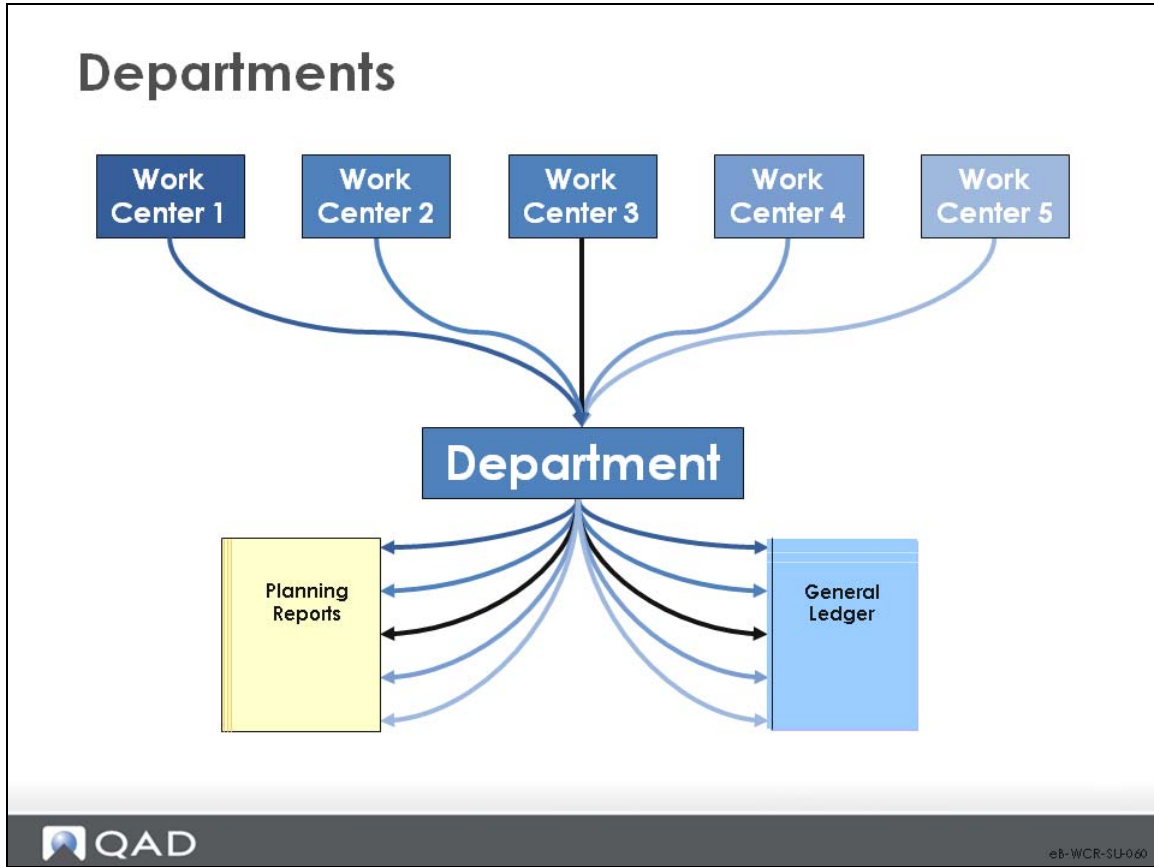 Departments
Work
Center 1
Work
Center 2
Work
Center 3
Work
Center 4
Work
Center 5
Department
Planning
Reports
General
Ledger
QAD
eB-WCR-SU-060